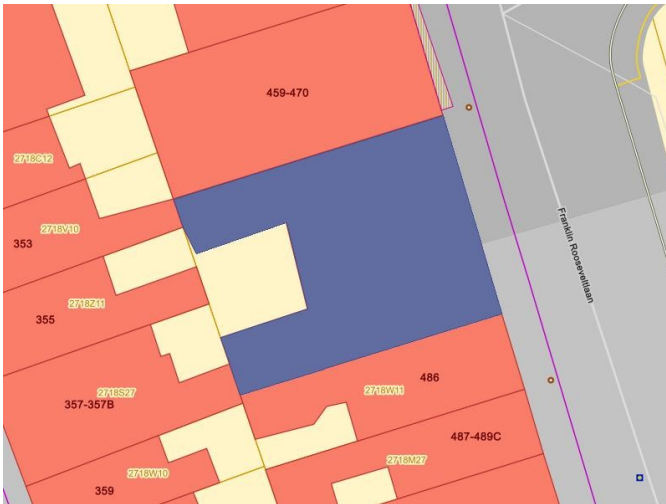 459-470
2718C12
2718V10
353
2718Z11
355
Franklin Rooseveltlaan
2718S27
357-357B
486
2718W11
487-489C
2718M27
2718W10
359